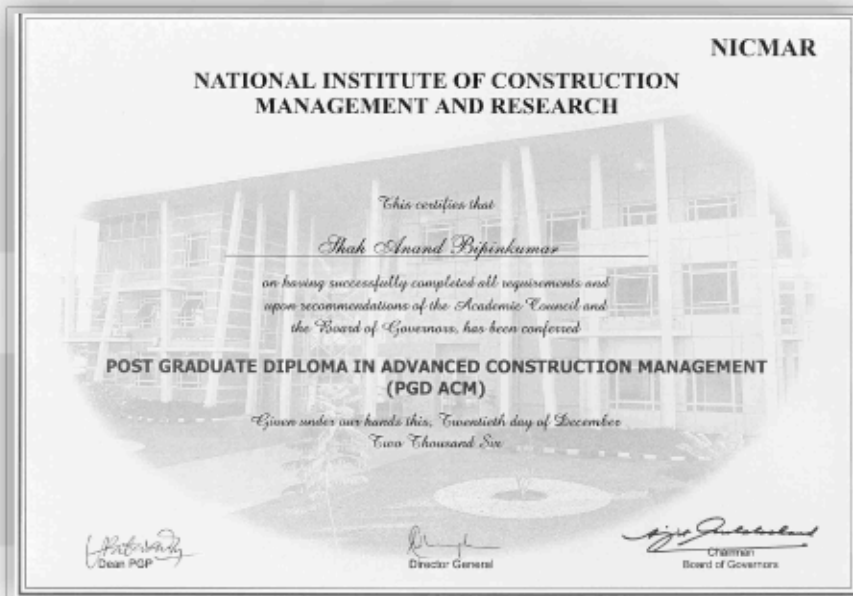 NICMAR
NATIONAL INSTITUTE OF CONSTRUCTION
MANAGEMENT AND RESEARCH
This certifies that
Shah Anand Bipinkumar
on having successfully completed all requirements and
upon recommendations of the Academic Council and
the Board of Governors, has been conferred
POST GRADUATE DIPLOMA IN ADVANCED CONSTRUCTION MANAGEMENT
(PGD ACM)
Given under our hands this, Twentieth day of December
Two Thousand Six
Dean PGP
Director General
Chairman
Board of Governors